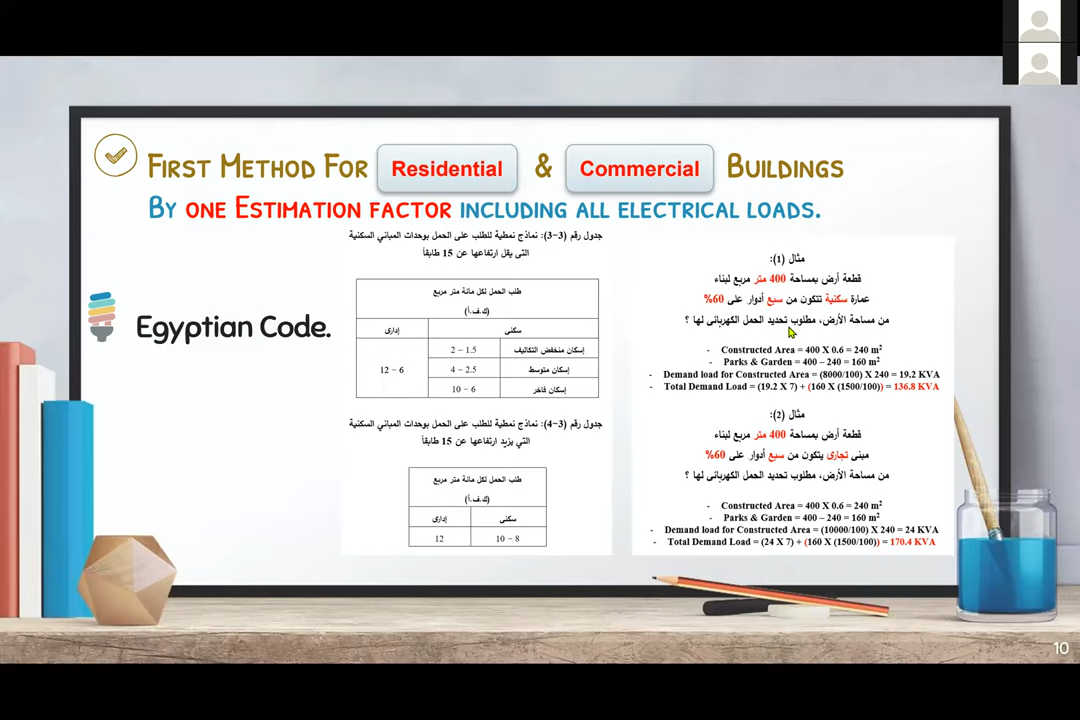 FIRST METHOD FOR Residential & Commercial BUILDINGS
BY ONE ESTIMATION FACTOR INCLUDING ALL ELECTRICAL LOADS.
Egyptian Code.
جدول رقم (3-3): نماذج نمطية للطلب على الحمل بوحدات المباني السكنية
التى يقل ارتفاعها عن 15 طابقاً
طلب الحمل لكل مائة متر مربع
(ك.ف.أ)
سكنى إدارى
إسكان منخفض التكاليف 1.5 – 2
إسكان متوسط 2.5 – 4
إسكان فاخر 6 – 10
6 – 12
جدول رقم (3-4): نماذج نمطية للطلب على الحمل بوحدات المباني السكنية
التي يزيد ارتفاعها عن 15 طابقاً
طلب الحمل لكل مائة متر مربع
(ك.ف.أ)
سكنى إدارى
8 – 10 12
مثال (1):
قطعة أرض بمساحة 400 متر مربع لبناء
عمارة سكنية تتكون من سبع أدوار على 60%
من مساحة الأرض، مطلوب تحديد الحمل الكهربائى لها ؟
- Constructed Area = 400 X 0.6 = 240 m²
- Parks & Garden = 400 – 240 = 160 m²
- Demand load for Constructed Area = (8000/100) X 240 = 19.2 KVA
- Total Demand Load = (19.2 X 7) + (160 X (1500/100)) = 136.8 KVA
مثال (2):
قطعة أرض بمساحة 400 متر مربع لبناء
مبنى تجارى يتكون من سبع أدوار على 60%
من مساحة الأرض، مطلوب تحديد الحمل الكهربائى لها ؟
- Constructed Area = 400 X 0.6 = 240 m²
- Parks & Garden = 400 – 240 = 160 m²
- Demand load for Constructed Area = (10000/100) X 240 = 24 KVA
- Total Demand Load = (24 X 7) + (160 X (1500/100)) = 170.4 KVA
10